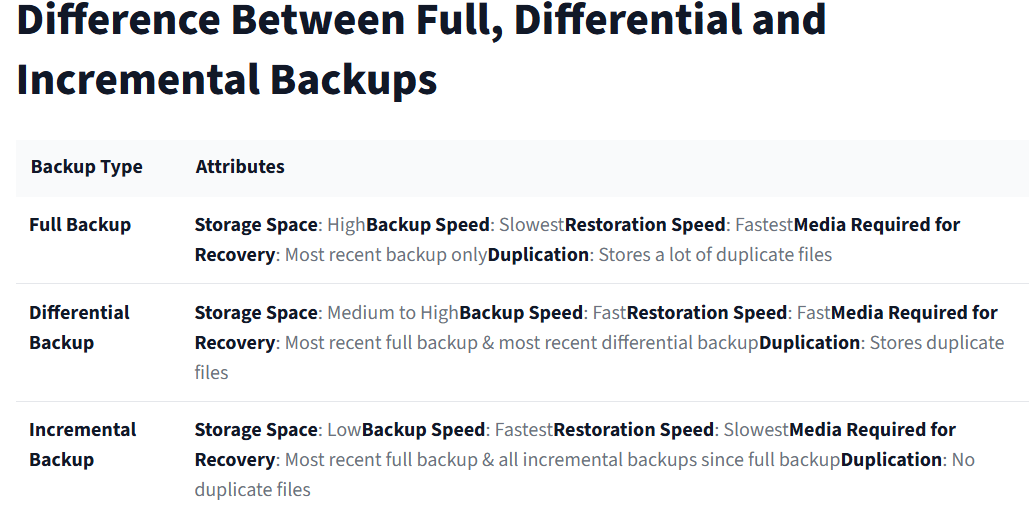 Difference Between Full, Differential and
Incremental Backups
Backup Type Attributes
Full Backup Storage Space: HighBackup Speed: SlowestRestoration Speed: FastestMedia Required for
Recovery: Most recent backup onlyDuplication: Stores a lot of duplicate files
Differential Storage Space: Medium to HighBackup Speed: FastRestoration Speed: FastMedia Required for
Backup Recovery: Most recent full backup & most recent differential backupDuplication: Stores duplicate
files
Incremental Storage Space: LowBackup Speed: FastestRestoration Speed: SlowestMedia Required for
Backup Recovery: Most recent full backup & all incremental backups since full backupDuplication: No
duplicate files